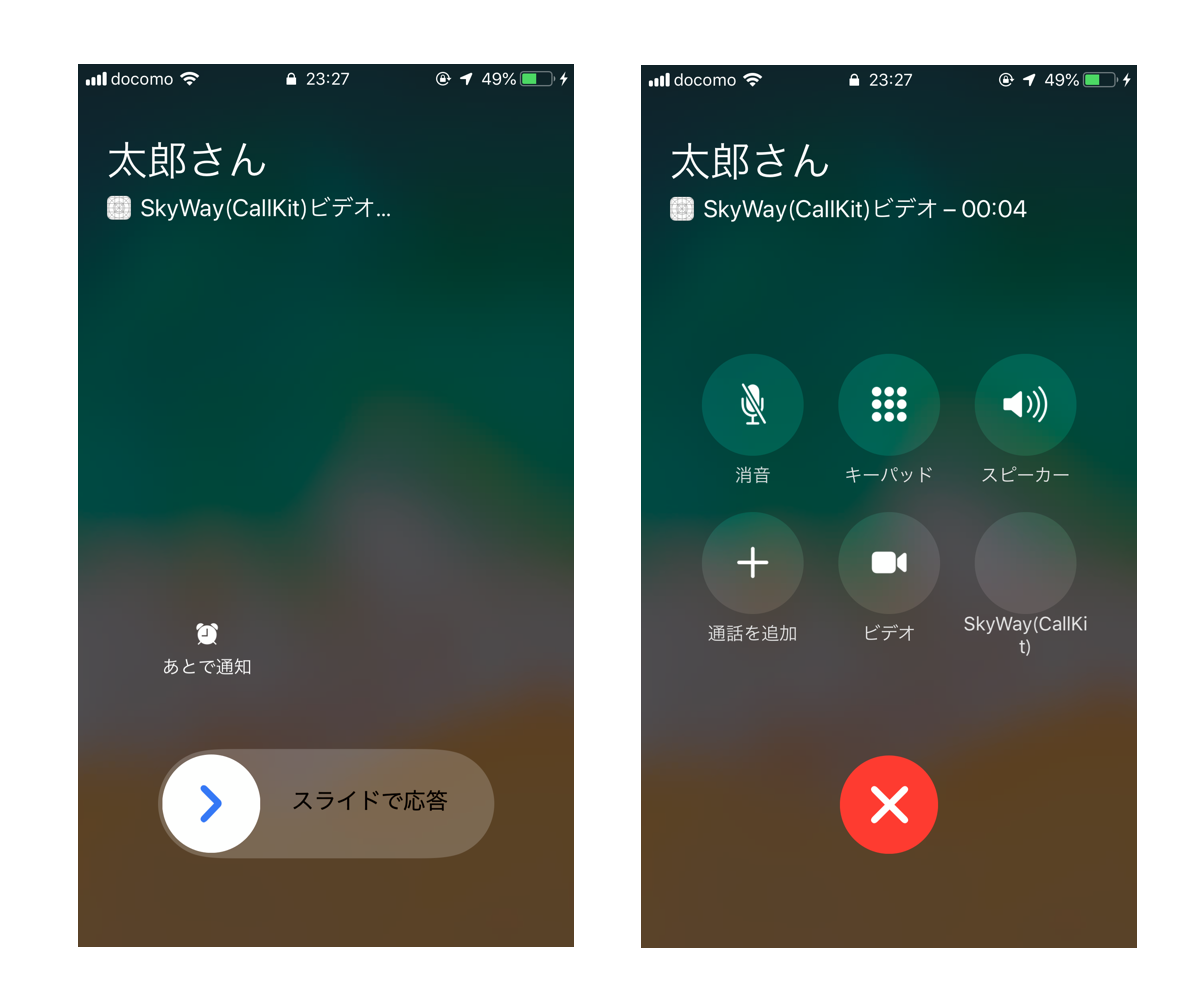 docomo 23:27 49%
太郎さん
SkyWay(CallKit)ビデオ...
あとで通知
スライドで応答
docomo 23:27 49%
太郎さん
SkyWay(CallKit)ビデオ – 00:04
消音 キーパッド スピーカー
通話を追加 ビデオ SkyWay(CallKi
t)